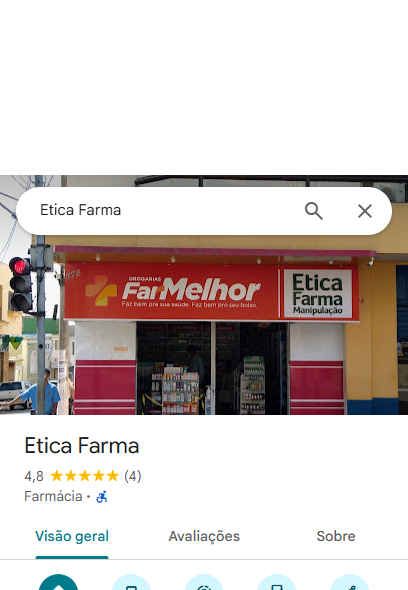 Etica Farma
DROGARIAS
FarMelhor
Faz bem pra sua saúde. Faz bem pro seu bolso.
Etica
Farma
Manipulação
Etica Farma
4,8 (4)
Farmácia ·
Visão geral Avaliações Sobre